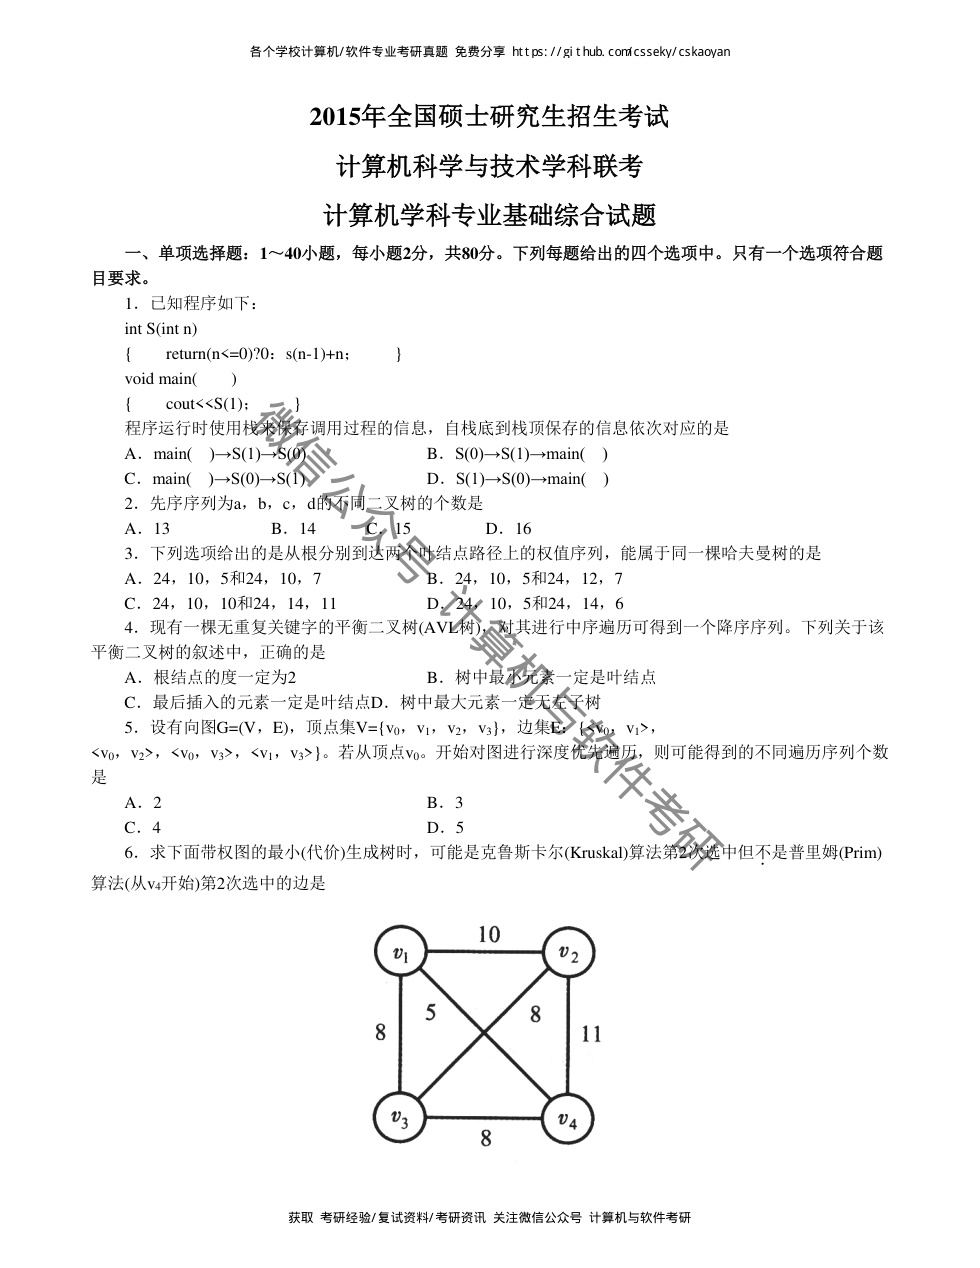 各个学校计算机/软件专业考研真题 免费分享 https://github.com/csseky/cskaoyan
2015年全国硕士研究生招生考试
计算机科学与技术学科联考
计算机学科专业基础综合试题
一、单项选择题：1～40小题，每小题2分，共80分。下列每题给出的四个选项中。只有一个选项符合题
目要求。
1．已知程序如下：
int S(int n)
{ return(n<=0)?0：s(n-1)+n； }
void main( )
{ cout<<S(1)； }
程序运行时使用栈来保存调用过程的信息，自栈底到栈顶保存的信息依次对应的是
A．main( )→S(1)→S(0) B．S(0)→S(1)→main( )
C．main( )→S(0)→S(1) D．S(1)→S(0)→main( )
2．先序序列为a，b，c，d的不同二叉树的个数是
A．13 B．14 C．15 D．16
3．下列选项给出的是从根分别到达两个叶结点路径上的权值序列，能属于同一棵哈夫曼树的是
A．24，10，5和24，10，7 B．24，10，5和24，12，7
C．24，10，10和24，14，11 D．24，10，5和24，14，6
4．现有一棵无重复关键字的平衡二叉树(AVL树)，对其进行中序遍历可得到一个降序序列。下列关于该
平衡二叉树的叙述中，正确的是
A．根结点的度一定为2 B．树中最小元素一定是叶结点
C．最后插入的元素一定是叶结点D．树中最大元素一定无左子树
5．设有向图G=(V，E)，顶点集V={v0，v1，v2，v3}，边集E：{<v0，v1>，
<v0，v2>，<v0，v3>，<v1，v3>}。若从顶点v0。开始对图进行深度优先遍历，则可能得到的不同遍历序列个数
是
A．2 B．3
C．4 D．5
6．求下面带权图的最小(代价)生成树时，可能是克鲁斯卡尔(Kruskal)算法第2次选中但不是普里姆(Prim)
算法(从v4开始)第2次选中的边是
v1 10 v2
8 5 8 11
v3 8 v4
微信公众号 计算机与软件考研
获取 考研经验/复试资料/考研资讯 关注微信公众号 计算机与软件考研